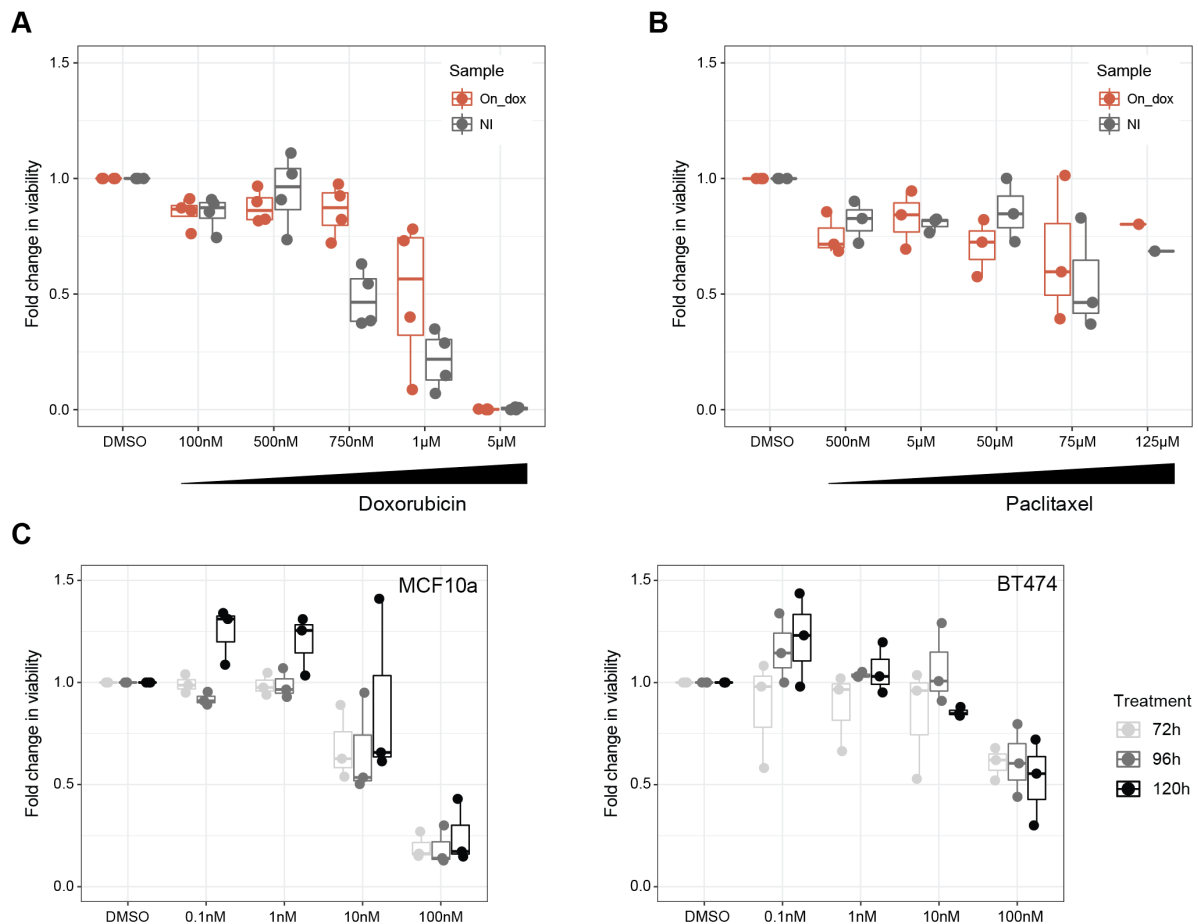 A
Fold change in viability
1.5
1.0
0.5
0.0
Sample
On_dox
NI
DMSO 100nM 500nM 750nM 1µM 5µM
Doxorubicin
B
Fold change in viability
1.5
1.0
0.5
0.0
Sample
On_dox
NI
DMSO 500nM 5µM 50µM 75µM 125µM
Paclitaxel
C
MCF10a
Fold change in viability
1.5
1.0
0.5
0.0
DMSO 0.1nM 1nM 10nM 100nM
BT474
Fold change in viability
1.5
1.0
0.5
0.0
DMSO 0.1nM 1nM 10nM 100nM
Treatment
72h
96h
120h